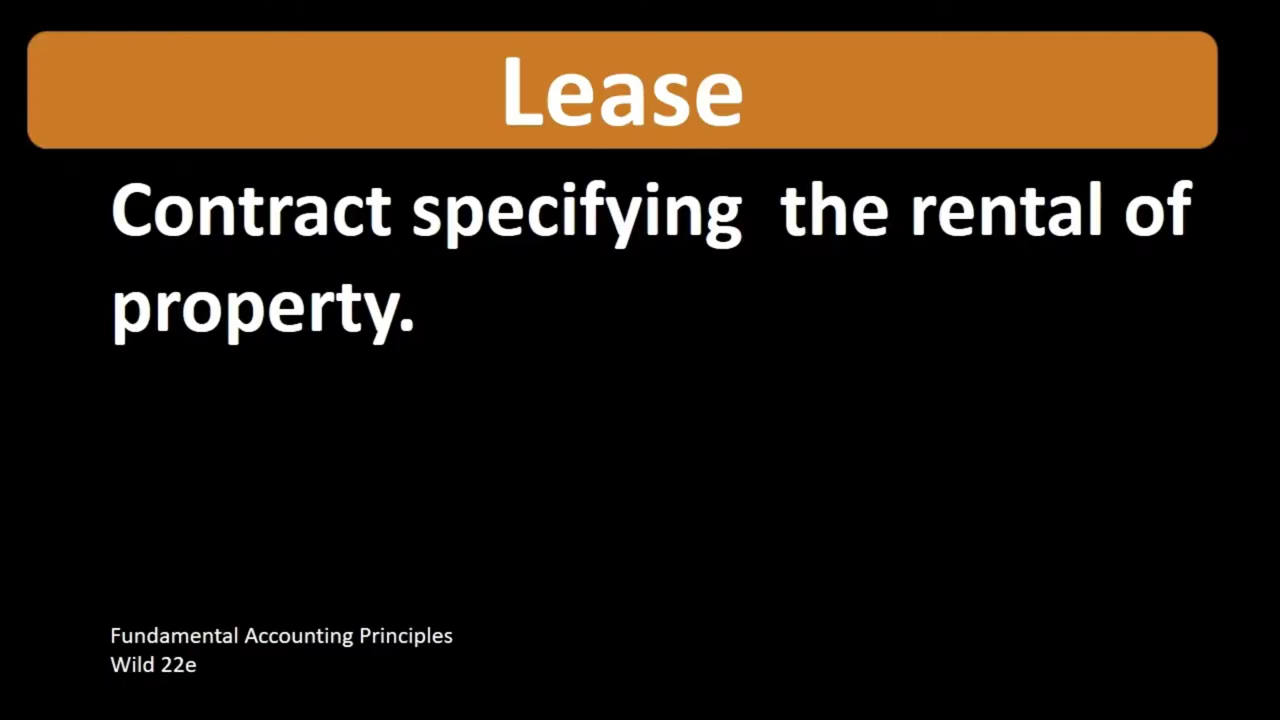 Lease
Contract specifying  the rental of
property.
Fundamental Accounting Principles
Wild 22e